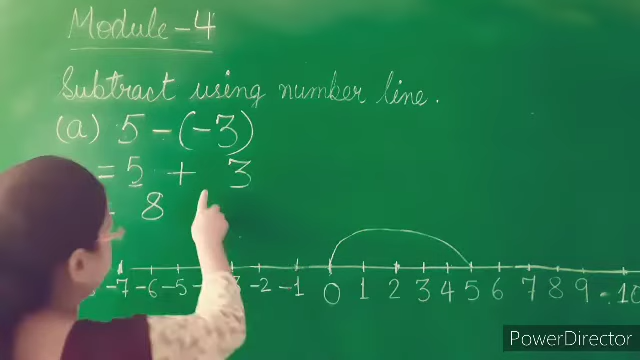 Module - 4
Subtract using number line.
(a) 5 - (-3)
= 5 + 3
= 8
-7 -6 -5 -2 -1 0 1 2 3 4 5 6 7 8 9 10
PowerDirector